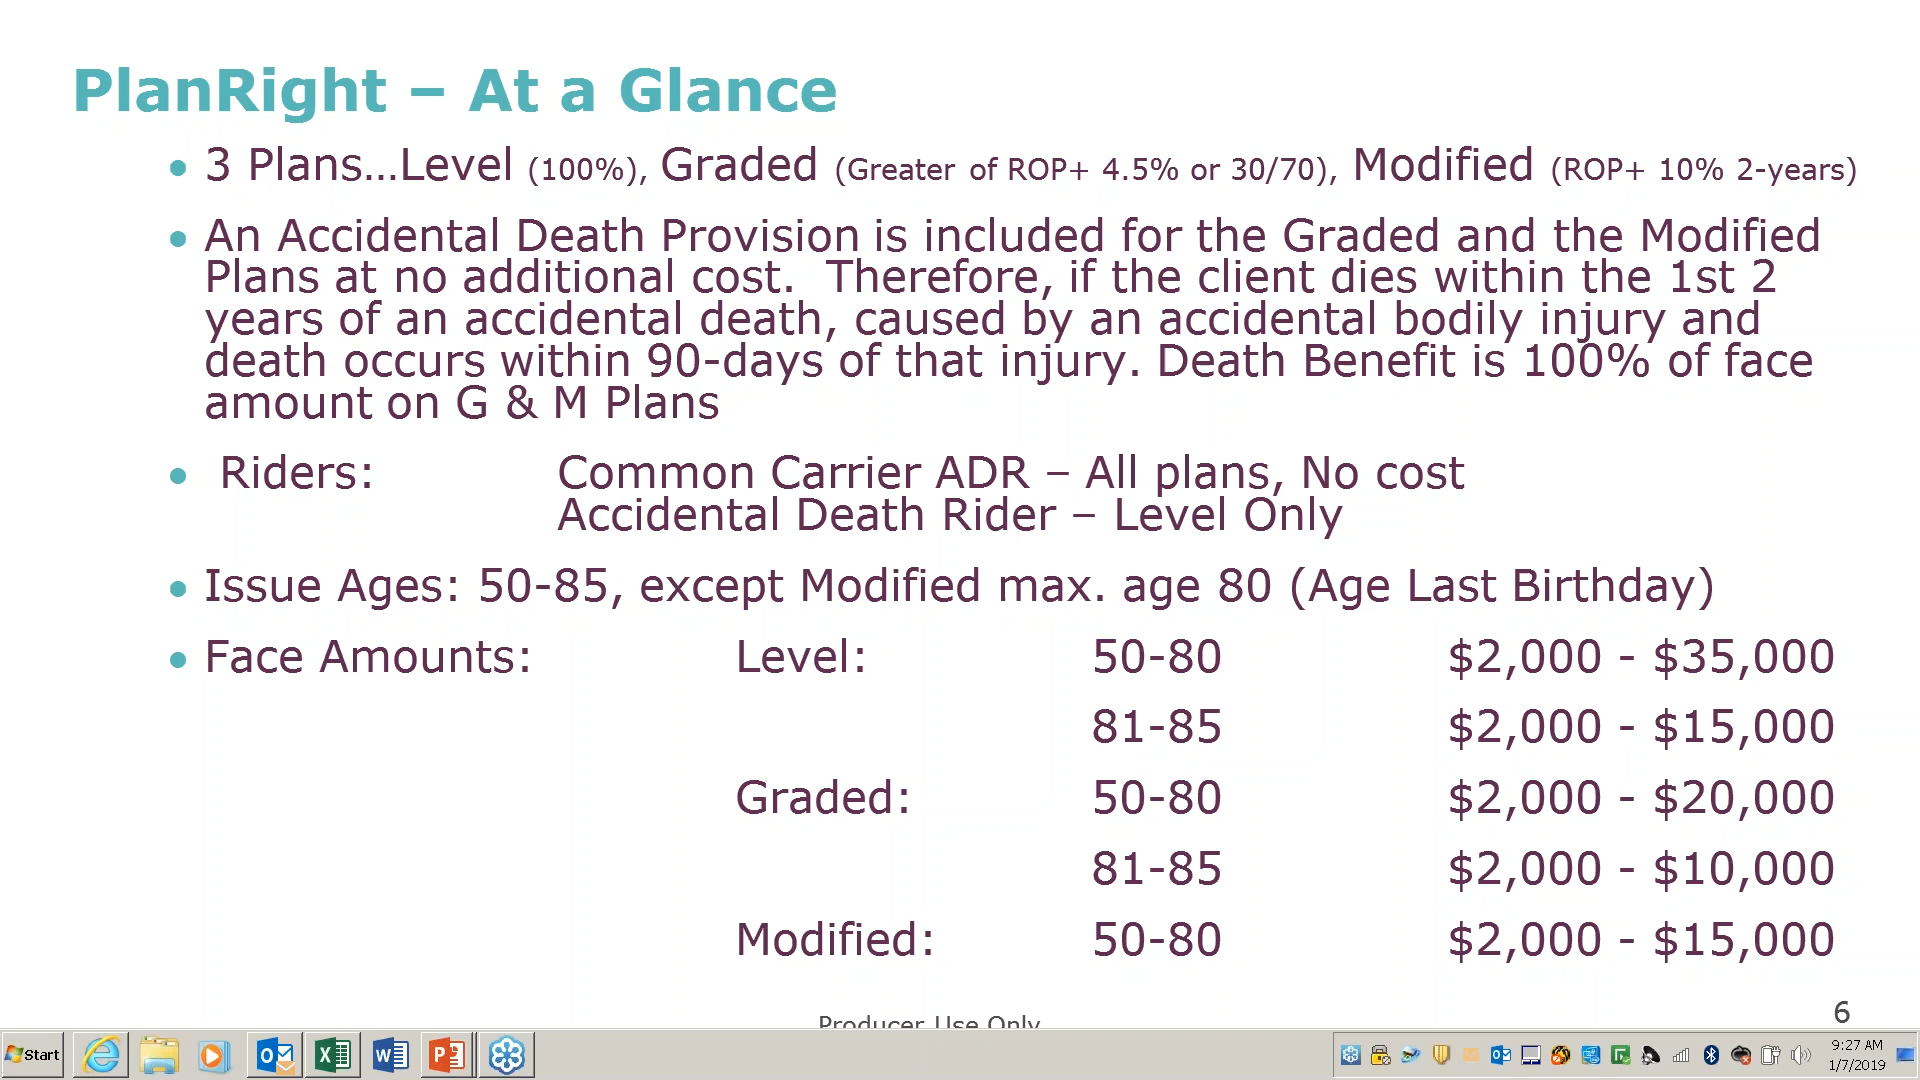 PlanRight – At a Glance
• 3 Plans...Level (100%), Graded (Greater of ROP+ 4.5% or 30/70), Modified (ROP+ 10% 2-years)
• An Accidental Death Provision is included for the Graded and the Modified
Plans at no additional cost.  Therefore, if the client dies within the 1st 2
years of an accidental death, caused by an accidental bodily injury and
death occurs within 90-days of that injury. Death Benefit is 100% of face
amount on G & M Plans
• Riders: Common Carrier ADR – All plans, No cost
Accidental Death Rider – Level Only
• Issue Ages: 50-85, except Modified max. age 80 (Age Last Birthday)
• Face Amounts: Level: 50-80 $2,000 - $35,000
81-85 $2,000 - $15,000
Graded: 50-80 $2,000 - $20,000
81-85 $2,000 - $10,000
Modified: 50-80 $2,000 - $15,000
Producer Use Only
6
Start
9:27 AM
1/7/2019